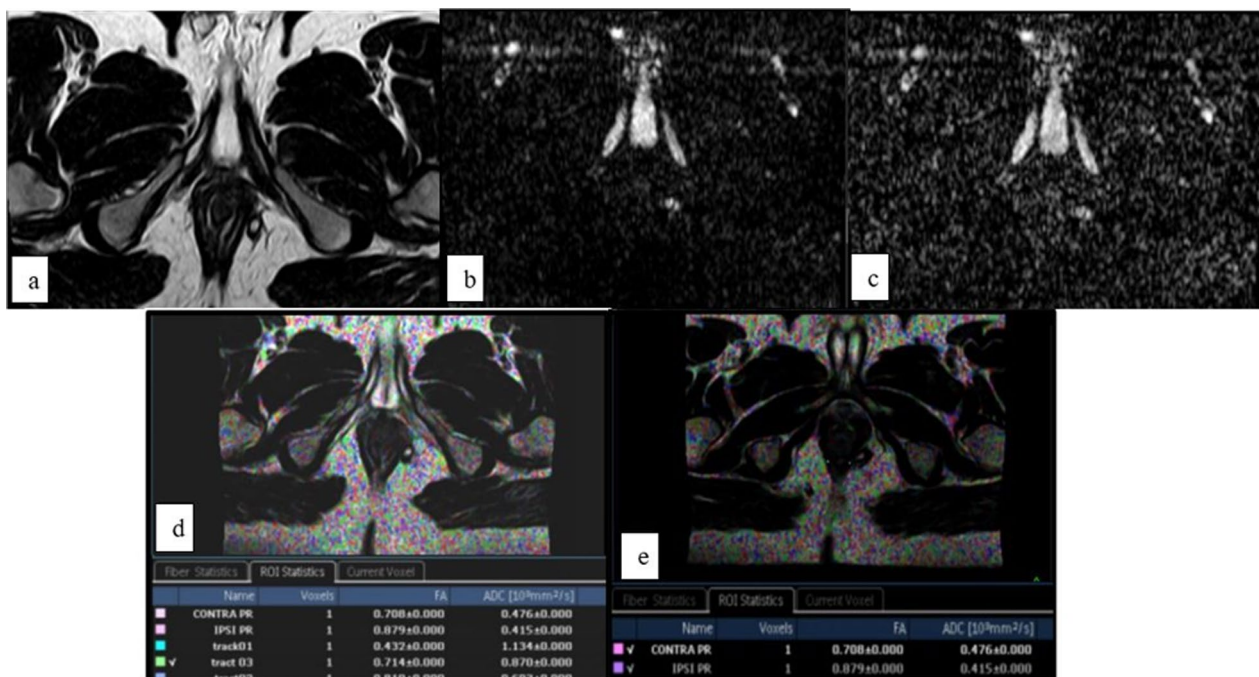 a
b
c
d
Fiber Statistics ROI Statistics Current Voxel
Name Voxels FA ADC [10³mm²/s]
CONTRA PR 1 0.708±0.000 0.476±0.000
IPSI PR 1 0.879±0.000 0.415±0.000
track01 1 0.432±0.000 1.134±0.000
tract 03 1 0.714±0.000 0.870±0.000
e
Fiber Statistics ROI Statistics Current Voxel
Name Voxels FA ADC [10³mm²/s]
CONTRA PR 1 0.708±0.000 0.476±0.000
IPSI PR 1 0.879±0.000 0.415±0.000